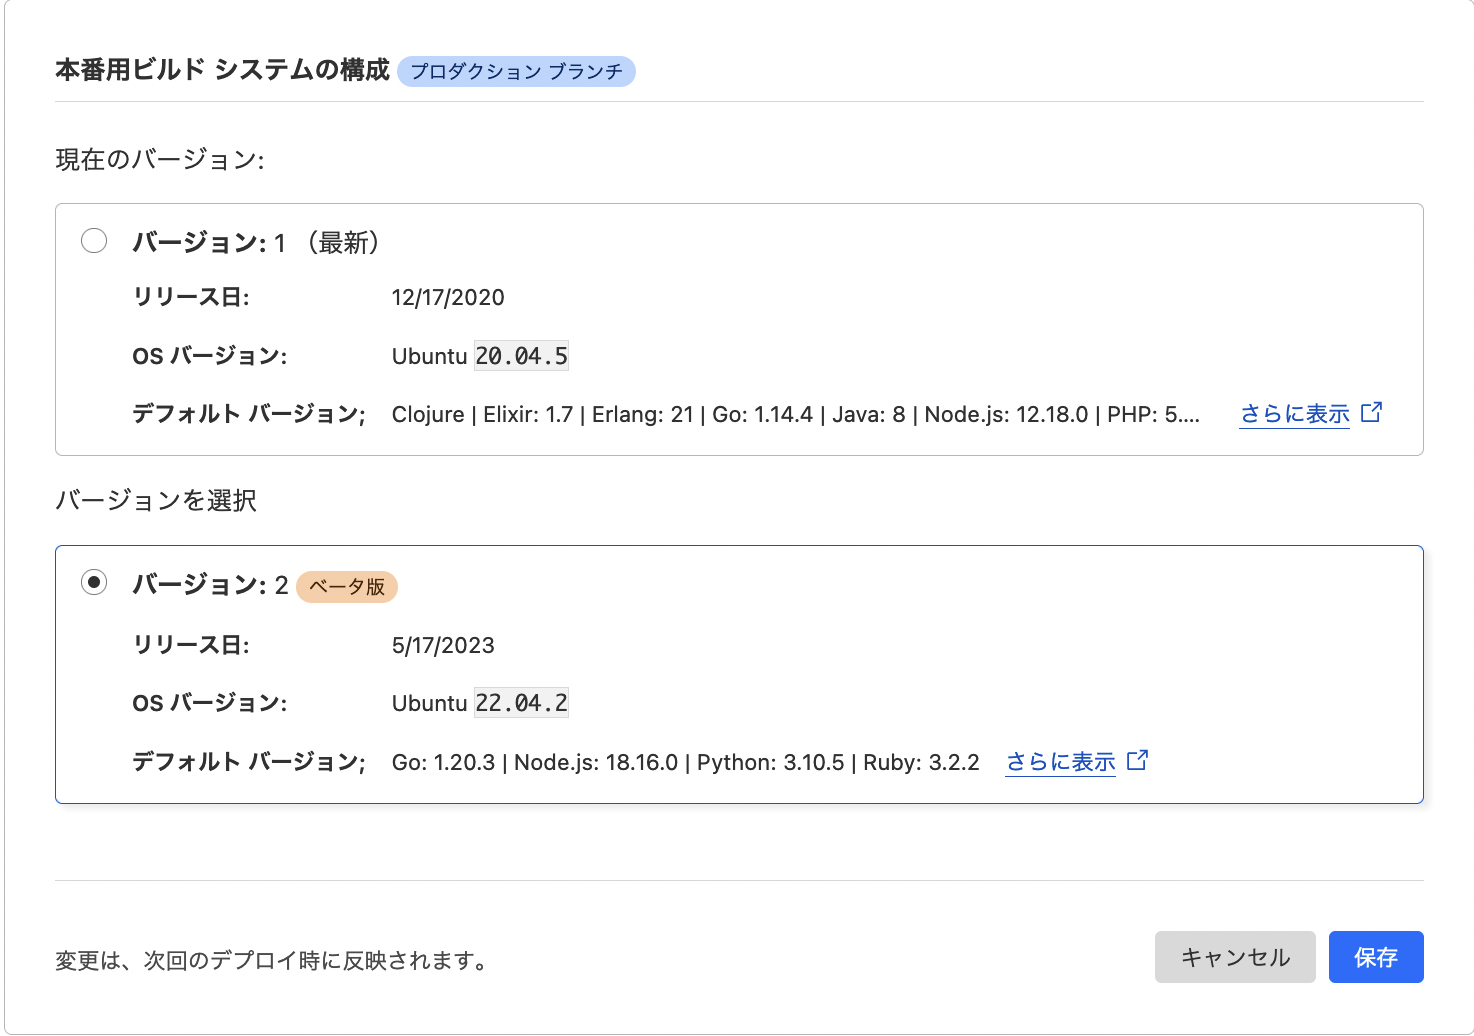 本番用ビルド システムの構成 プロダクション ブランチ
現在のバージョン:
バージョン: 1 （最新）
リリース日: 12/17/2020
OS バージョン: Ubuntu 20.04.5
デフォルト バージョン; Clojure | Elixir: 1.7 | Erlang: 21 | Go: 1.14.4 | Java: 8 | Node.js: 12.18.0 | PHP: 5.... さらに表示
バージョンを選択
バージョン: 2 ベータ版
リリース日: 5/17/2023
OS バージョン: Ubuntu 22.04.2
デフォルト バージョン; Go: 1.20.3 | Node.js: 18.16.0 | Python: 3.10.5 | Ruby: 3.2.2 さらに表示
変更は、次回のデプロイ時に反映されます。 キャンセル 保存